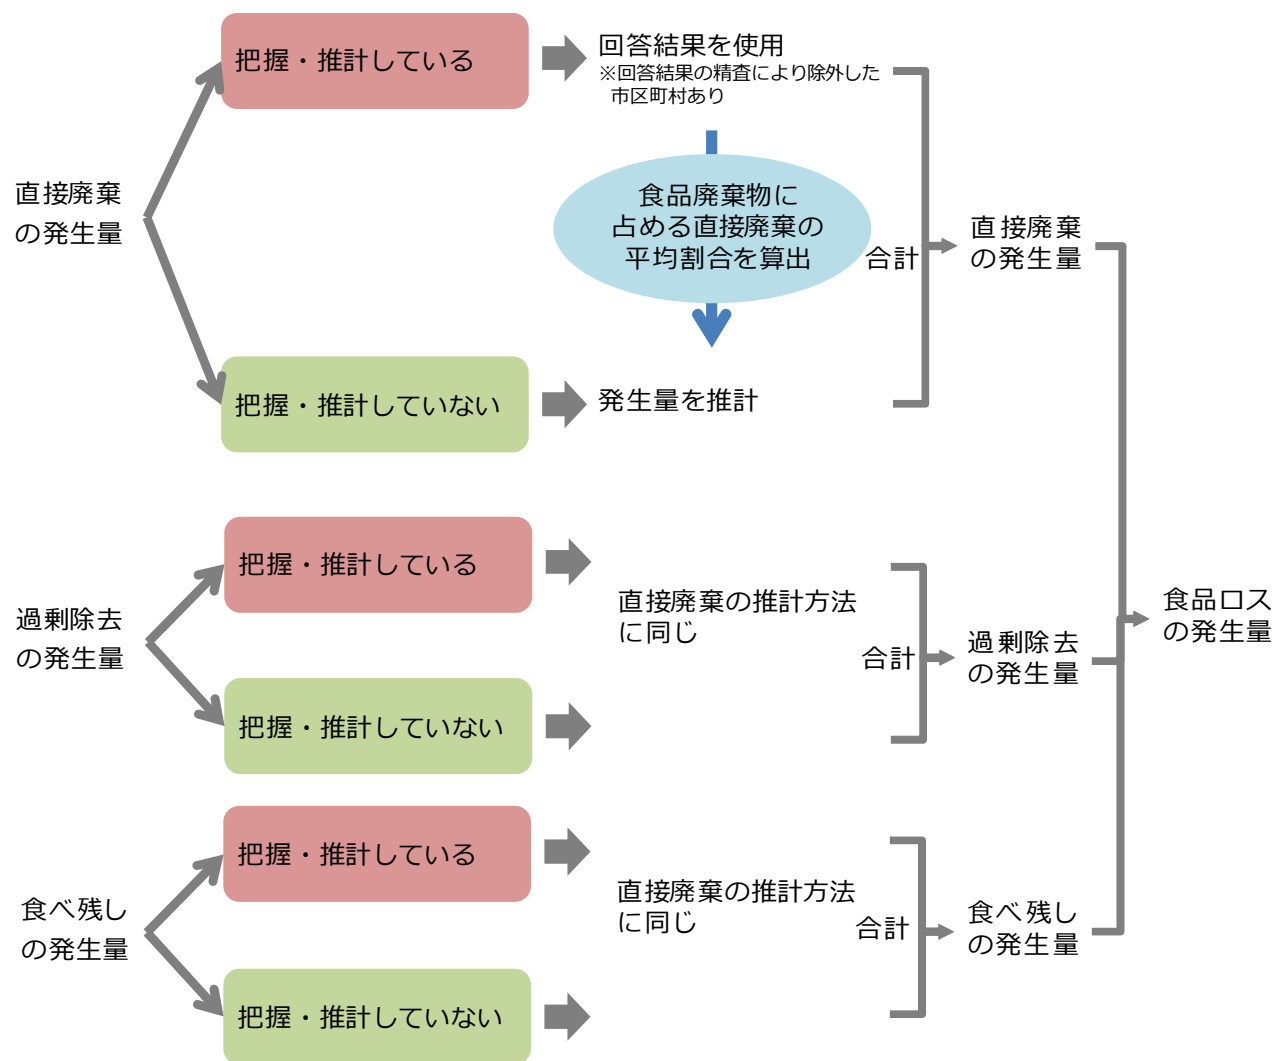 直接廃棄
の発生量
把握・推計している
回答結果を使用
※回答結果の精査により除外した
市区町村あり
食品廃棄物に
占める直接廃棄の
平均割合を算出
把握・推計していない
発生量を推計
合計
直接廃棄
の発生量
過剰除去
の発生量
把握・推計している
把握・推計していない
直接廃棄の推計方法
に同じ
合計
過剰除去
の発生量
食べ残し
の発生量
把握・推計している
把握・推計していない
直接廃棄の推計方法
に同じ
合計
食べ残し
の発生量
食品ロス
の発生量